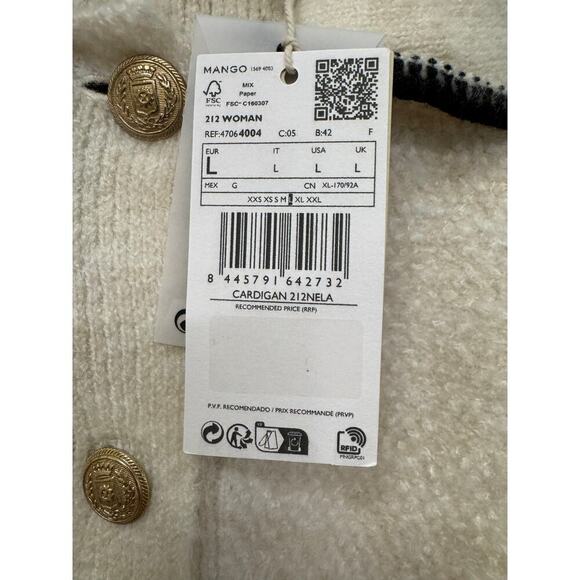 MANGO 1569 4003
FSC
MIX
Paper
FSC® C160307
212 WOMAN
REF:47064004 C:05 B:42 F
EUR IT USA UK
L L L L
MEX G CN XL-170/92A
XXS XS S M L XL XXL
8 445791 642732
CARDIGAN 212NELA
RECOMMENDED PRICE (RRP)
P.V.P. RECOMENDADO / PRIX RECOMMANDÉ (PRVP)
RFID